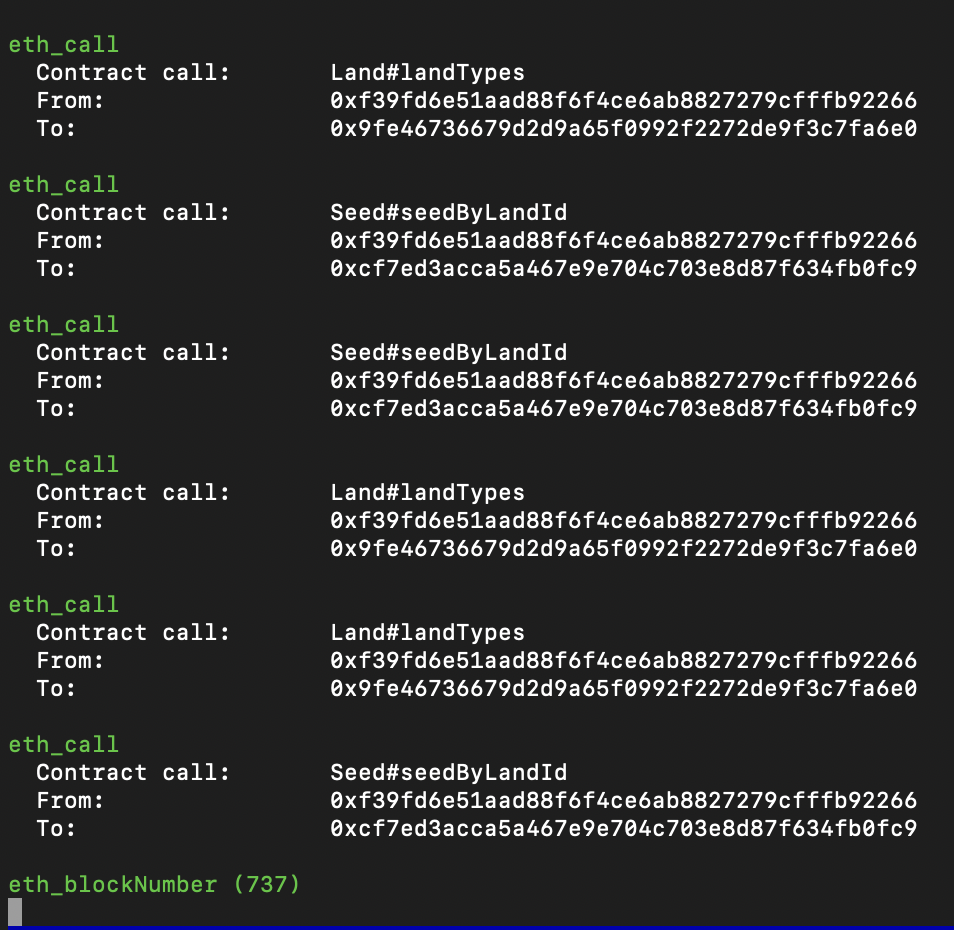 eth_call
Contract call: Land#landTypes
From: 0xf39fd6e51aad88f6f4ce6ab8827279cfffb92266
To: 0x9fe46736679d2d9a65f0992f2272de9f3c7fa6e0
eth_call
Contract call: Seed#seedByLandId
From: 0xf39fd6e51aad88f6f4ce6ab8827279cfffb92266
To: 0xcf7ed3acca5a467e9e704c703e8d87f634fb0fc9
eth_call
Contract call: Seed#seedByLandId
From: 0xf39fd6e51aad88f6f4ce6ab8827279cfffb92266
To: 0xcf7ed3acca5a467e9e704c703e8d87f634fb0fc9
eth_call
Contract call: Land#landTypes
From: 0xf39fd6e51aad88f6f4ce6ab8827279cfffb92266
To: 0x9fe46736679d2d9a65f0992f2272de9f3c7fa6e0
eth_call
Contract call: Land#landTypes
From: 0xf39fd6e51aad88f6f4ce6ab8827279cfffb92266
To: 0x9fe46736679d2d9a65f0992f2272de9f3c7fa6e0
eth_call
Contract call: Seed#seedByLandId
From: 0xf39fd6e51aad88f6f4ce6ab8827279cfffb92266
To: 0xcf7ed3acca5a467e9e704c703e8d87f634fb0fc9
eth_blockNumber (737)